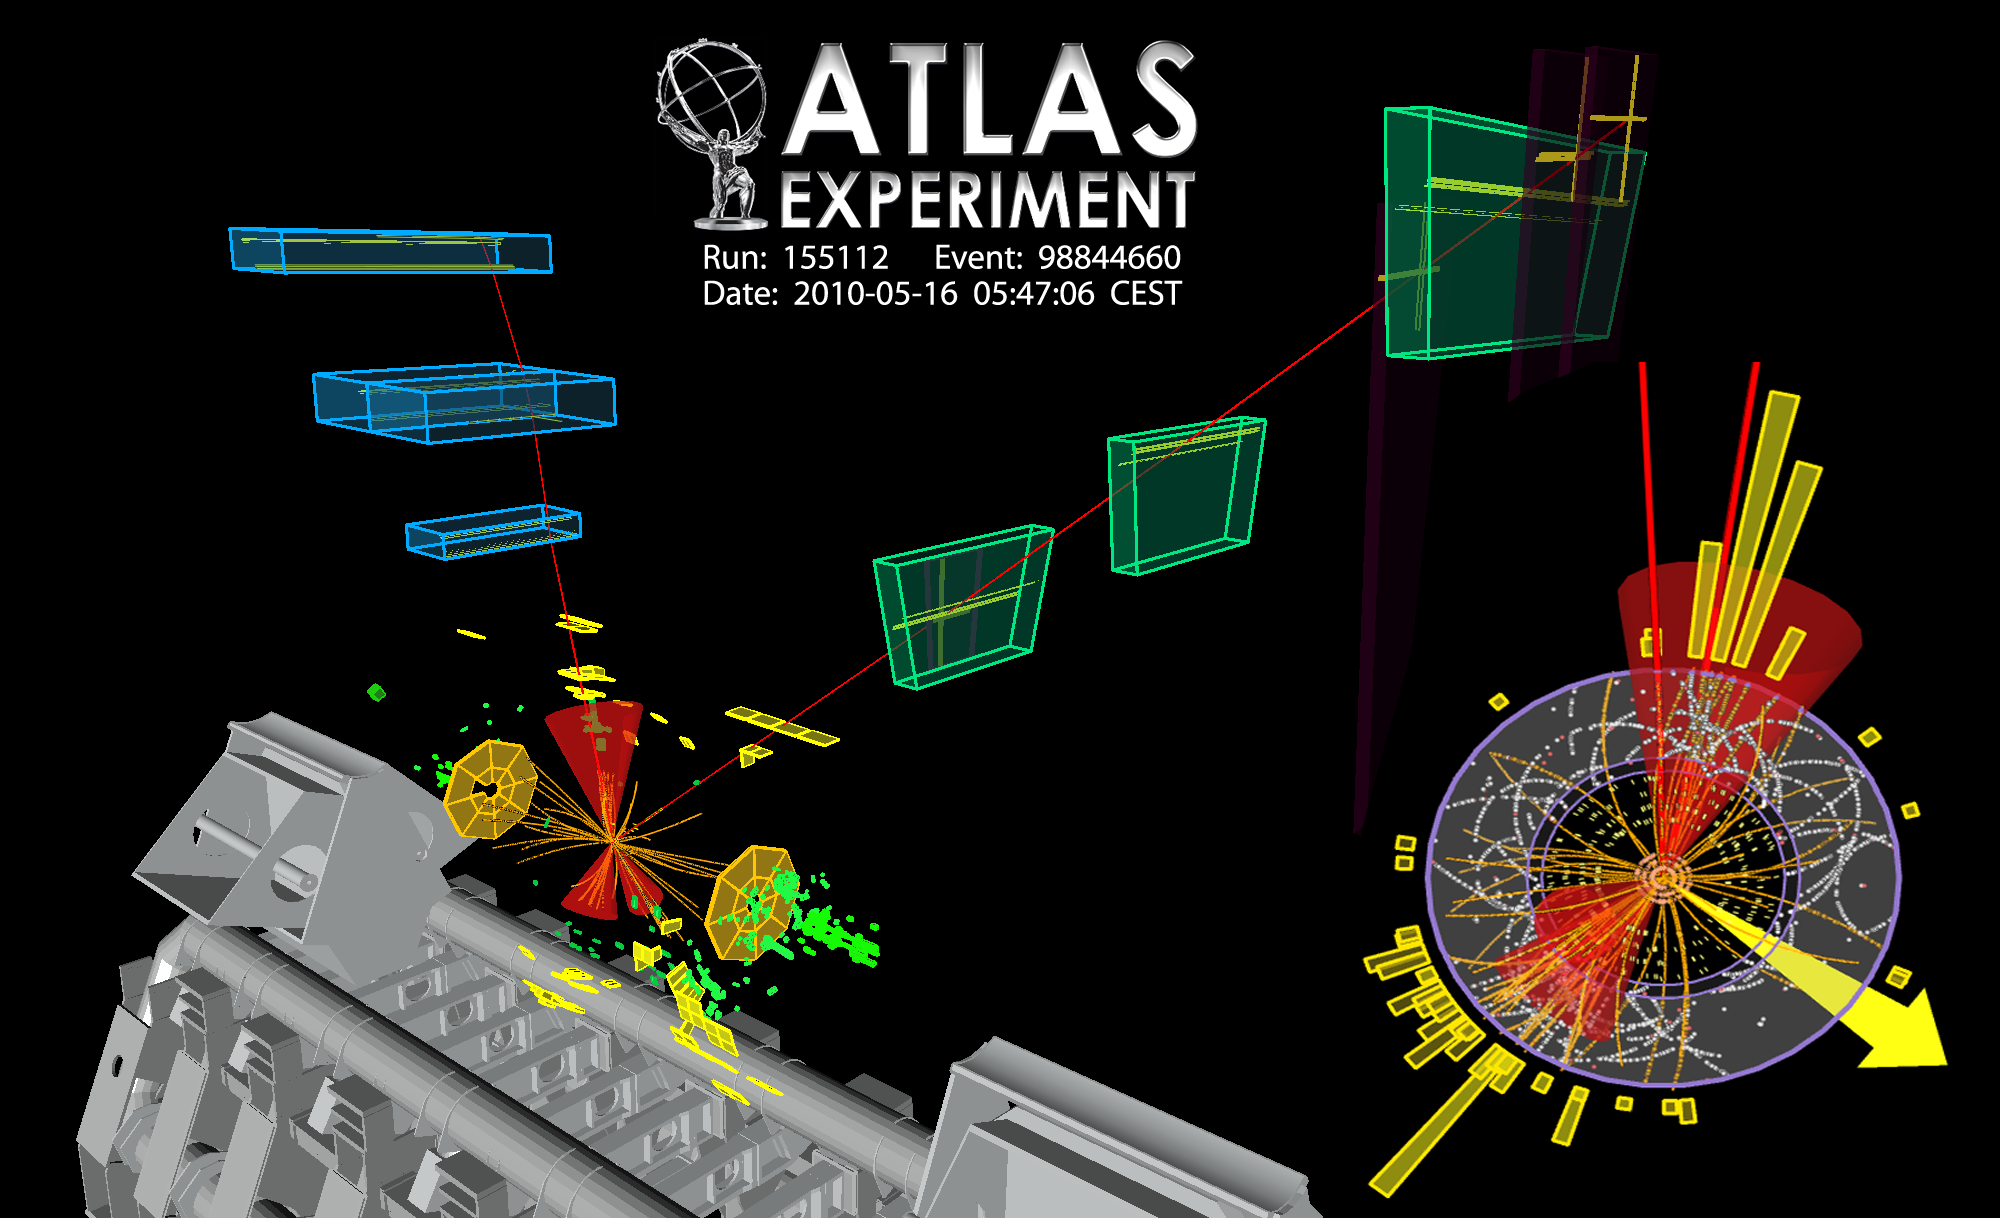 ATLAS
EXPERIMENT
Run: 155112 Event: 98844660
Date: 2010-05-16 05:47:06 CEST